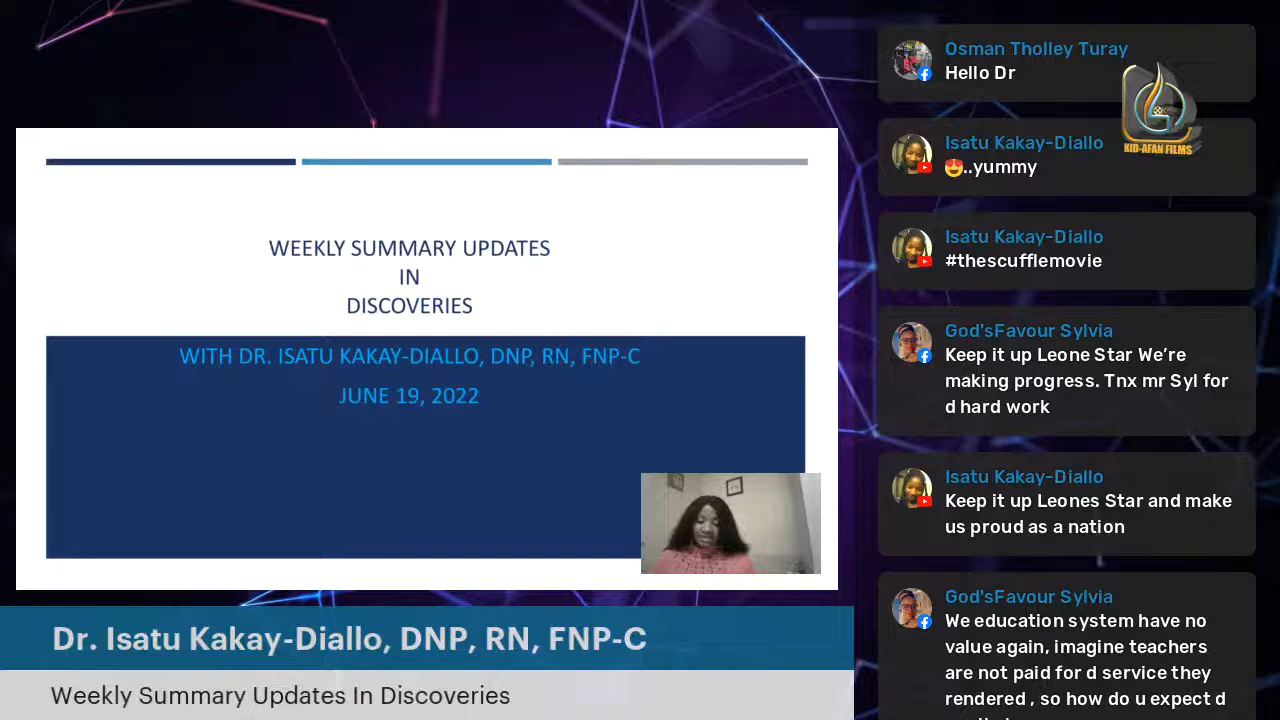 WEEKLY SUMMARY UPDATES
IN
DISCOVERIES
WITH DR. ISATU KAKAY-DIALLO, DNP, RN, FNP-C
JUNE 19, 2022
Dr. Isatu Kakay-Diallo, DNP, RN, FNP-C
Weekly Summary Updates In Discoveries
Osman Tholley Turay
Hello Dr
KID-AFAN FILMS
Isatu Kakay-Diallo
😍..yummy
Isatu Kakay-Diallo
#thescufflemovie
God'sFavour Sylvia
Keep it up Leone Star We’re
making progress. Tnx mr Syl for
d hard work
Isatu Kakay-Diallo
Keep it up Leones Star and make
us proud as a nation
God'sFavour Sylvia
We education system have no
value again, imagine teachers
are not paid for d service they
rendered , so how do u expect d